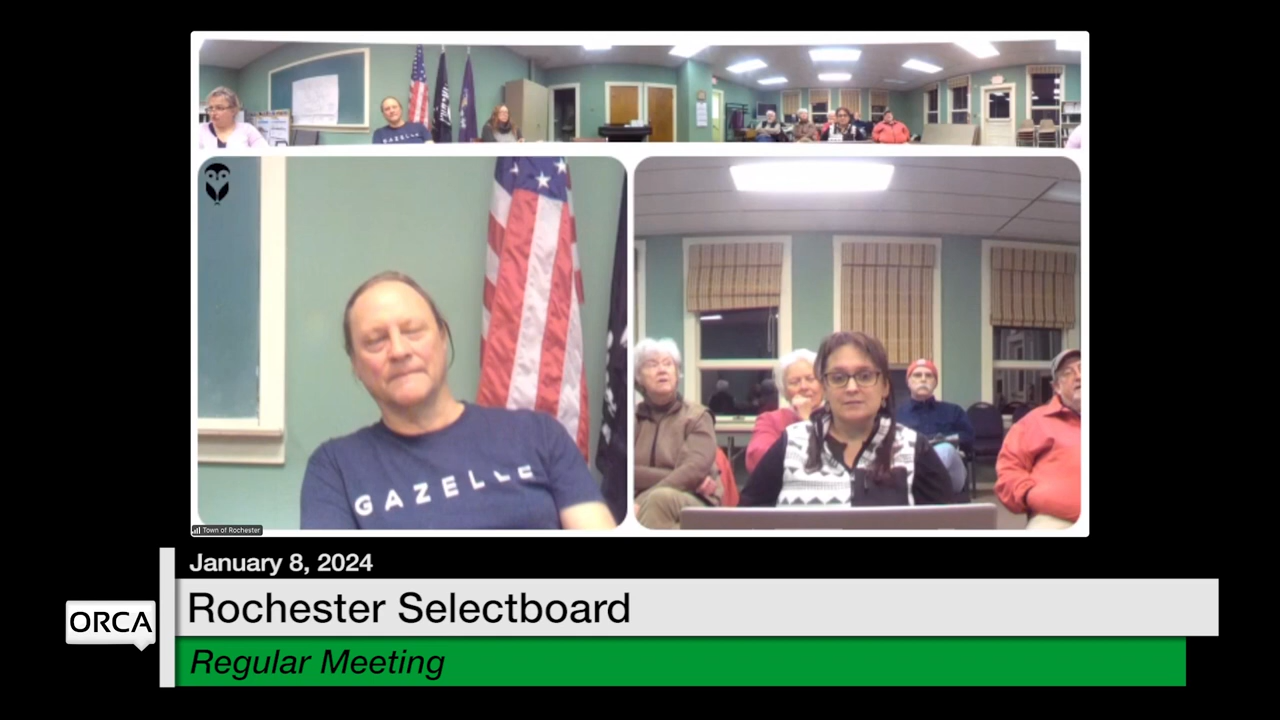 GAZELLE
Town of Rochester
January 8, 2024
Rochester Selectboard
ORCA
Regular Meeting